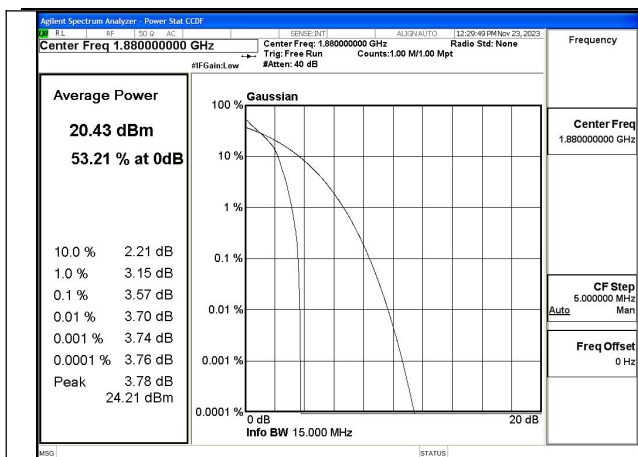 Agilent Spectrum Analyzer - Power Stat CCDF
LXI RL RF 50 Ω AC SENSE:INT ALIGN AUTO 12:29:49 PM Nov 23, 2023
Center Freq 1.880000000 GHz
Center Freq: 1.880000000 GHz Radio Std: None
Trig: Free Run Counts:1.00 M/1.00 Mpt
#IFGain:Low #Atten: 40 dB
Frequency
Average Power
20.43 dBm
53.21 % at 0dB
10.0 % 2.21 dB
1.0 % 3.15 dB
0.1 % 3.57 dB
0.01 % 3.70 dB
0.001 % 3.74 dB
0.0001 % 3.76 dB
Peak 3.78 dB
24.21 dBm
Gaussian
100 %
10 %
1 %
0.1 %
0.01 %
0.001 %
0.0001 %
0 dB 20 dB
Info BW 15.000 MHz
Center Freq
1.880000000 GHz
CF Step
5.000000 MHz
Auto Man
Freq Offset
0 Hz
MSG STATUS